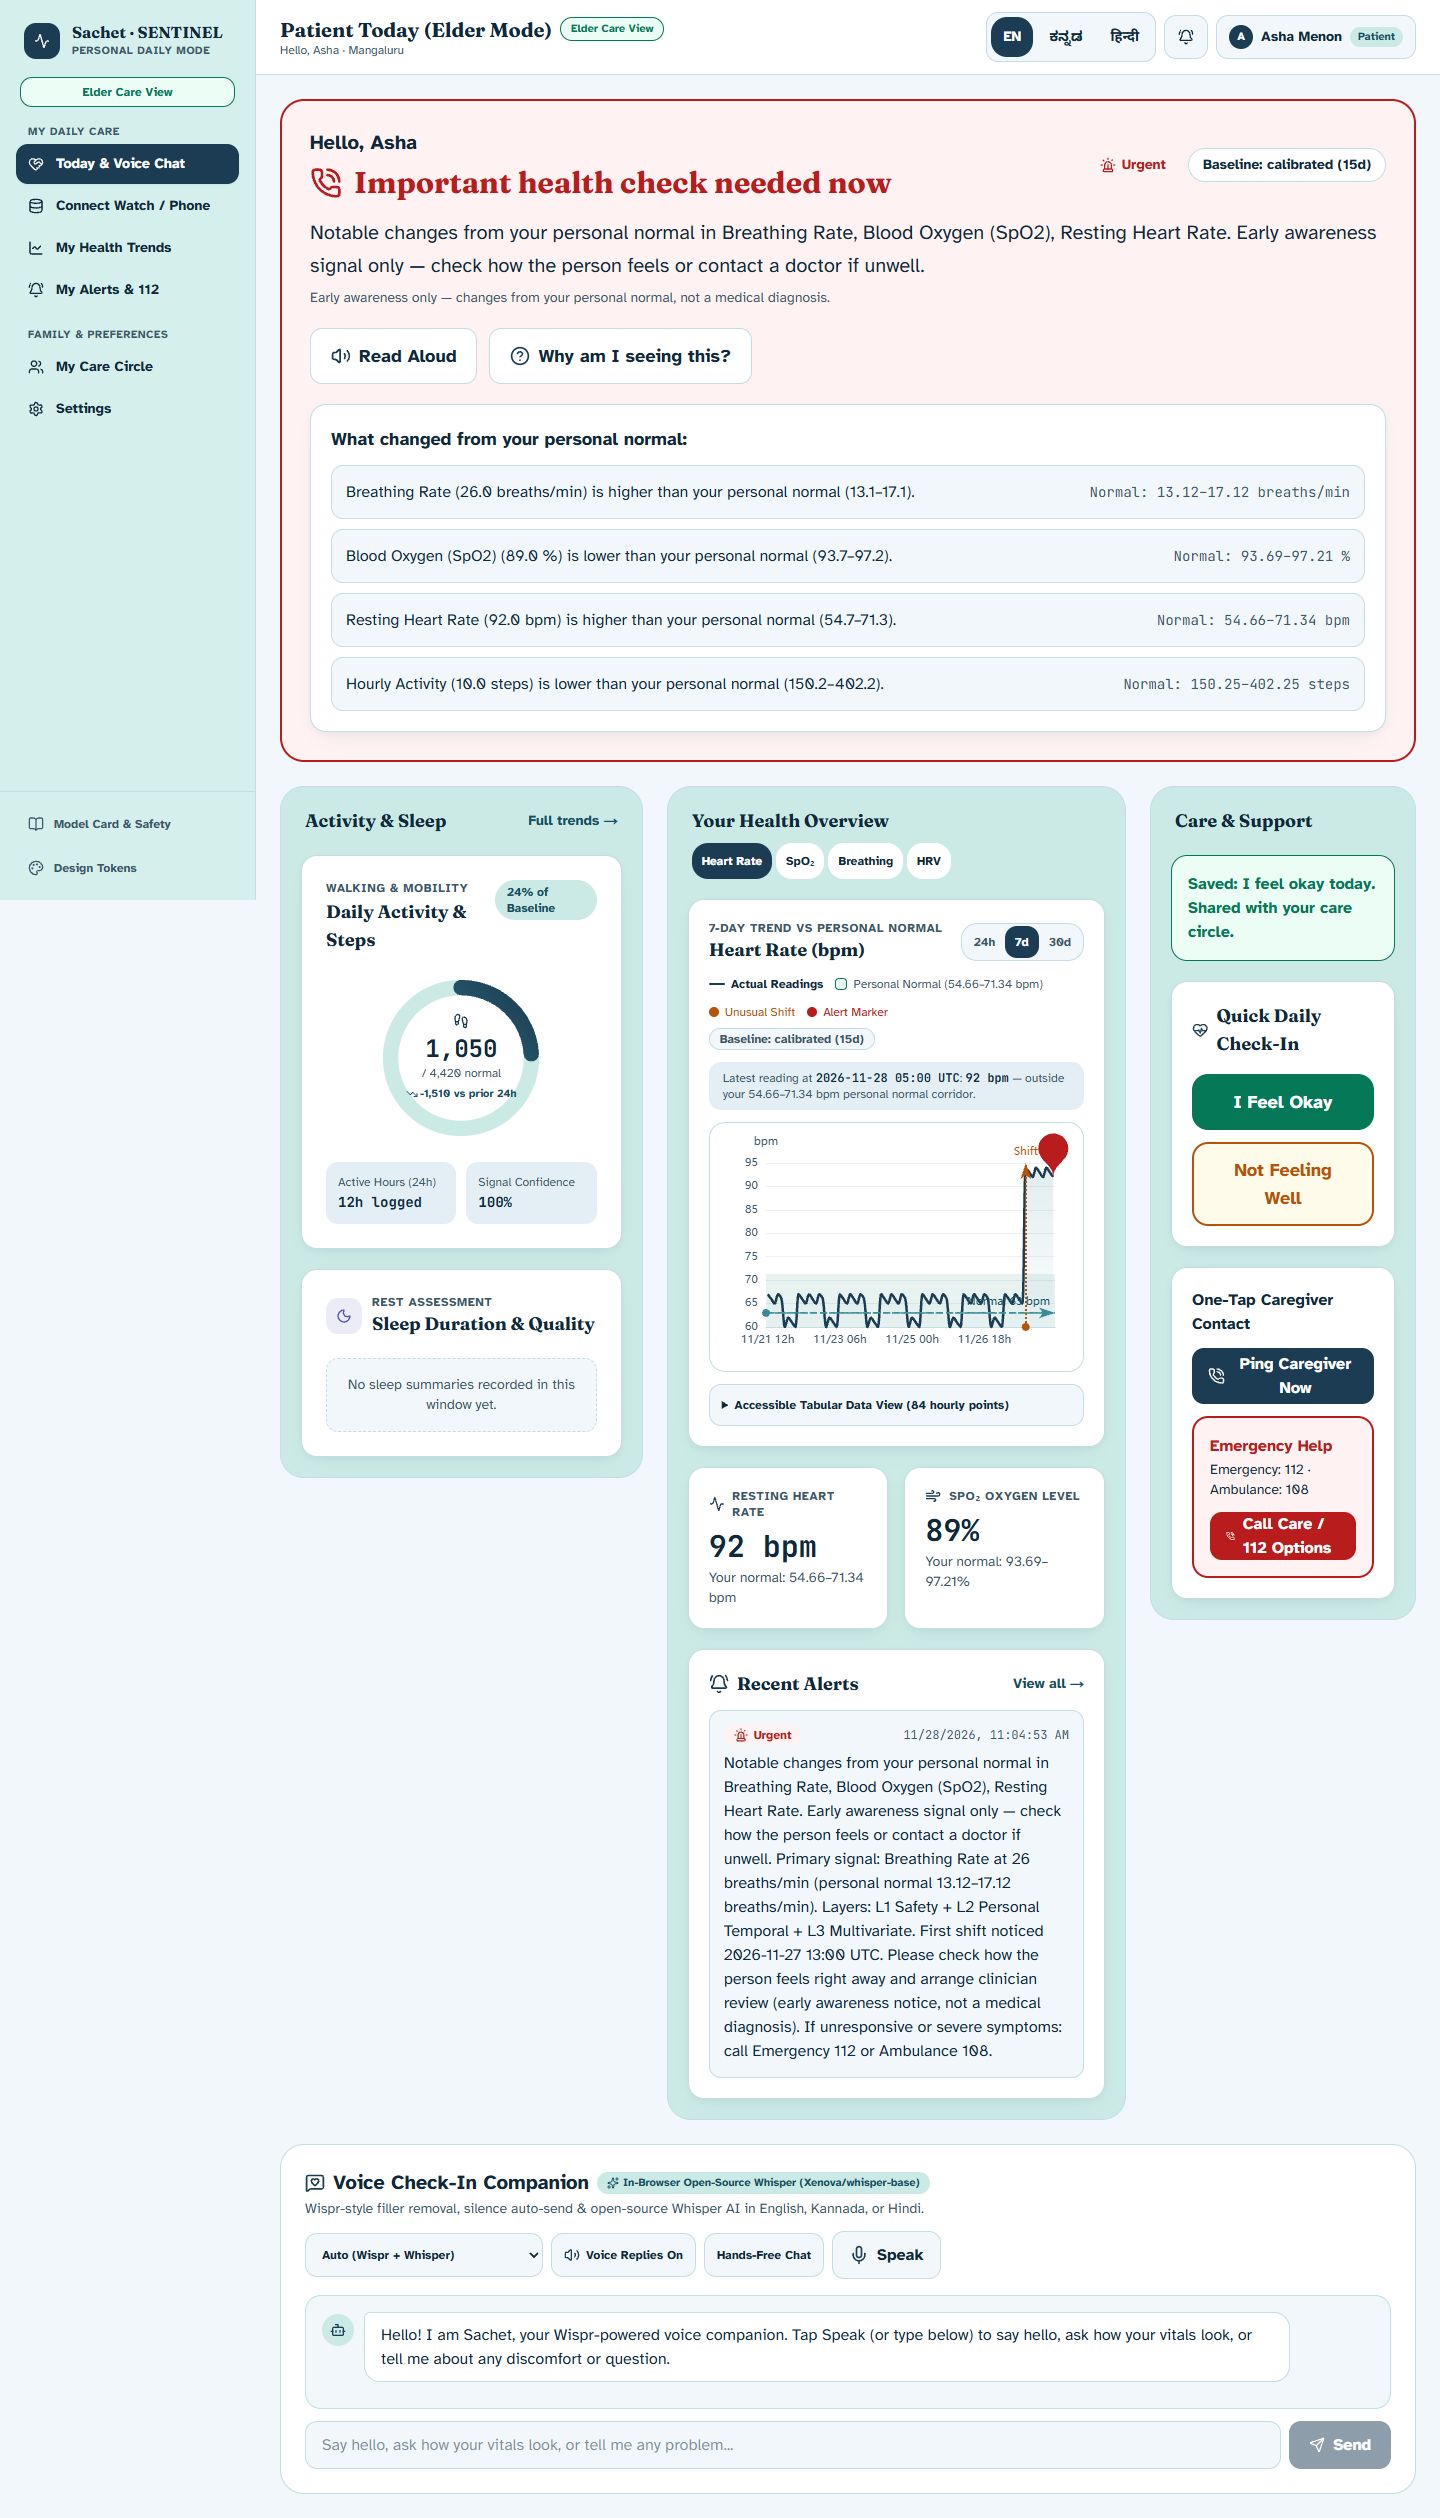 Sachet · SENTINEL
PERSONAL DAILY MODE
Elder Care View
MY DAILY CARE
Today & Voice Chat
Connect Watch / Phone
My Health Trends
My Alerts & 112
FAMILY & PREFERENCES
My Care Circle
Settings
Model Card & Safety
Design Tokens
Patient Today (Elder Mode)
Elder Care View
Hello, Asha · Mangaluru
EN
ಕನ್ನಡ
हिन्दी
A
Asha Menon
Patient
Hello, Asha
Important health check needed now
Urgent
Baseline: calibrated (15d)
Notable changes from your personal normal in Breathing Rate, Blood Oxygen (SpO2), Resting Heart Rate. Early awareness
signal only — check how the person feels or contact a doctor if unwell.
Early awareness only — changes from your personal normal, not a medical diagnosis.
Read Aloud
Why am I seeing this?
What changed from your personal normal:
Breathing Rate (26.0 breaths/min) is higher than your personal normal (13.1–17.1).
Normal: 13.12–17.12 breaths/min
Blood Oxygen (SpO2) (89.0 %) is lower than your personal normal (93.7–97.2).
Normal: 93.69–97.21 %
Resting Heart Rate (92.0 bpm) is higher than your personal normal (54.7–71.3).
Normal: 54.66–71.34 bpm
Hourly Activity (10.0 steps) is lower than your personal normal (150.2–402.2).
Normal: 150.25–402.25 steps
Activity & Sleep
Full trends →
WALKING & MOBILITY
Daily Activity &
Steps
24% of
Baseline
1,050
/ 4,420 normal
-1,510 vs prior 24h
Active Hours (24h)
12h logged
Signal Confidence
100%
REST ASSESSMENT
Sleep Duration & Quality
No sleep summaries recorded in this
window yet.
Your Health Overview
Heart Rate
SpO₂
Breathing
HRV
7-DAY TREND VS PERSONAL NORMAL
Heart Rate (bpm)
24h
7d
30d
Actual Readings
Personal Normal (54.66–71.34 bpm)
Unusual Shift
Alert Marker
Baseline: calibrated (15d)
Latest reading at 2026-11-28 05:00 UTC: 92 bpm — outside
your 54.66–71.34 bpm personal normal corridor.
bpm
Shift
95
90
85
80
75
70
65
60
Normal 63 bpm
11/21 12h
11/23 06h
11/25 00h
11/26 18h
▶ Accessible Tabular Data View (84 hourly points)
RESTING HEART
RATE
92 bpm
Your normal: 54.66–71.34
bpm
SPO₂ OXYGEN LEVEL
89%
Your normal: 93.69–
97.21%
Recent Alerts
View all →
Urgent
11/28/2026, 11:04:53 AM
Notable changes from your personal normal in
Breathing Rate, Blood Oxygen (SpO2), Resting
Heart Rate. Early awareness signal only — check
how the person feels or contact a doctor if
unwell. Primary signal: Breathing Rate at 26
breaths/min (personal normal 13.12–17.12
breaths/min). Layers: L1 Safety + L2 Personal
Temporal + L3 Multivariate. First shift noticed
2026-11-27 13:00 UTC. Please check how the
person feels right away and arrange clinician
review (early awareness notice, not a medical
diagnosis). If unresponsive or severe symptoms:
call Emergency 112 or Ambulance 108.
Care & Support
Saved: I feel okay today.
Shared with your care
circle.
Quick Daily
Check-In
I Feel Okay
Not Feeling
Well
One-Tap Caregiver
Contact
Ping Caregiver
Now
Emergency Help
Emergency: 112 ·
Ambulance: 108
Call Care /
112 Options
Voice Check-In Companion
In-Browser Open-Source Whisper (Xenova/whisper-base)
Wispr-style filler removal, silence auto-send & open-source Whisper AI in English, Kannada, or Hindi.
Auto (Wispr + Whisper)
Voice Replies On
Hands-Free Chat
Speak
Hello! I am Sachet, your Wispr-powered voice companion. Tap Speak (or type below) to say hello, ask how your vitals look, or
tell me about any discomfort or question.
Say hello, ask how your vitals look, or tell me any problem...
Send